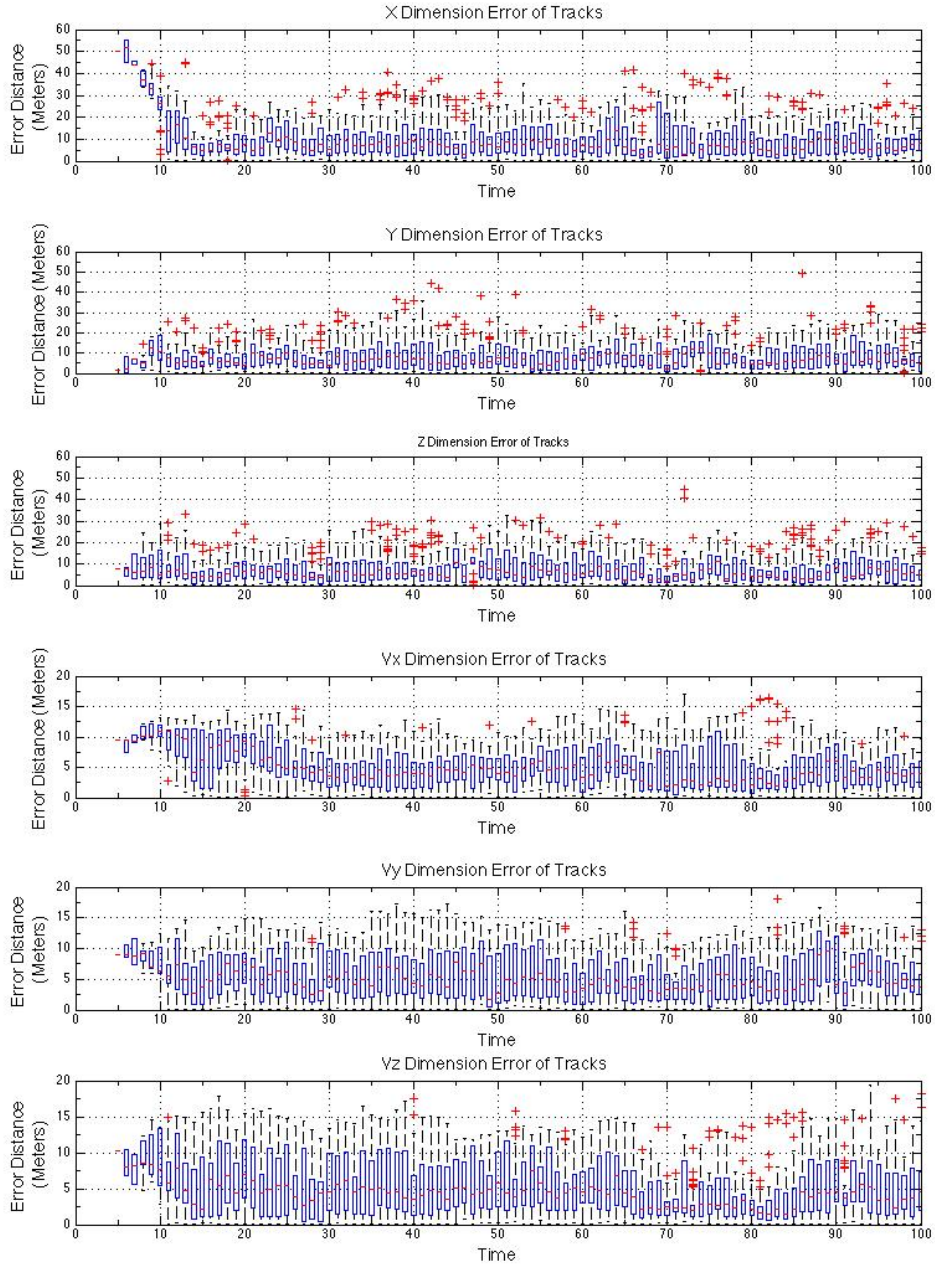 X Dimension Error of Tracks
Error Distance
(Meters)
60
50
40
30
20
10
0
0 10 20 30 40 50 60 70 80 90 100
Time
Y Dimension Error of Tracks
Error Distance (Meters)
60
50
40
30
20
10
0
0 10 20 30 40 50 60 70 80 90 100
Time
Z Dimension Error of Tracks
Error Distance
(Meters)
60
50
40
30
20
10
0
0 10 20 30 40 50 60 70 80 90 100
Time
Vx Dimension Error of Tracks
Error Distance (Meters)
20
15
10
5
0
0 10 20 30 40 50 60 70 80 90 100
Time
Vy Dimension Error of Tracks
Error Distance
(Meters)
20
15
10
5
0
0 10 20 30 40 50 60 70 80 90 100
Time
Vz Dimension Error of Tracks
Error Distance
(Meters)
20
15
10
5
0
0 10 20 30 40 50 60 70 80 90 100
Time